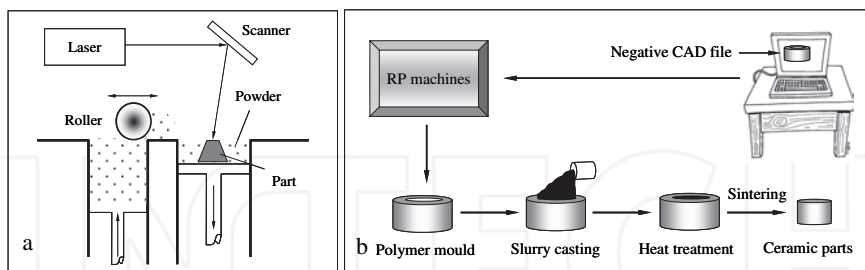 Laser
Scanner
Roller
Powder
Part
a
RP machines
Negative CAD file
Polymer mould
Slurry casting
Heat treatment
Sintering
Ceramic parts
b